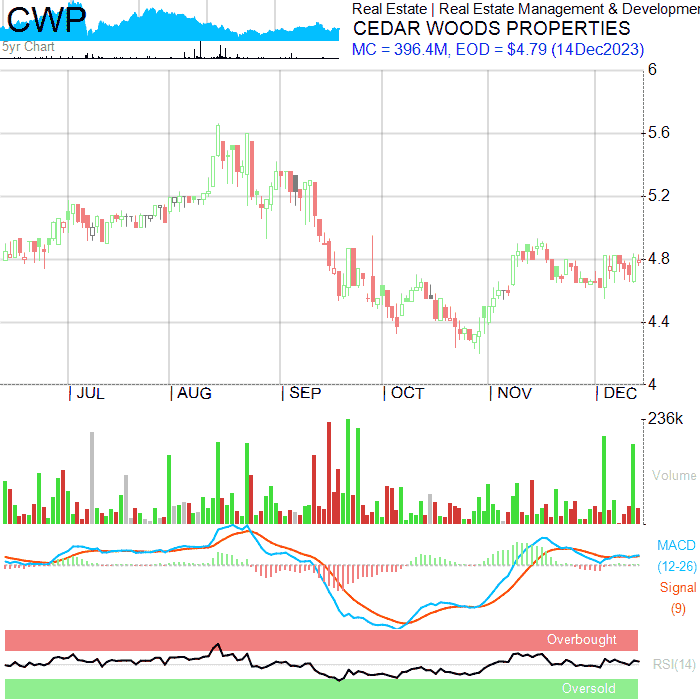 CWP
5yr Chart
Real Estate | Real Estate Management & Developmen
CEDAR WOODS PROPERTIES
MC = 396.4M, EOD = $4.79 (14Dec2023)
6
5.6
5.2
4.8
4.4
4
JUL
AUG
SEP
OCT
NOV
DEC
236k
Volume
MACD
(12-26)
Signal
(9)
Overbought
RSI(14)
Oversold